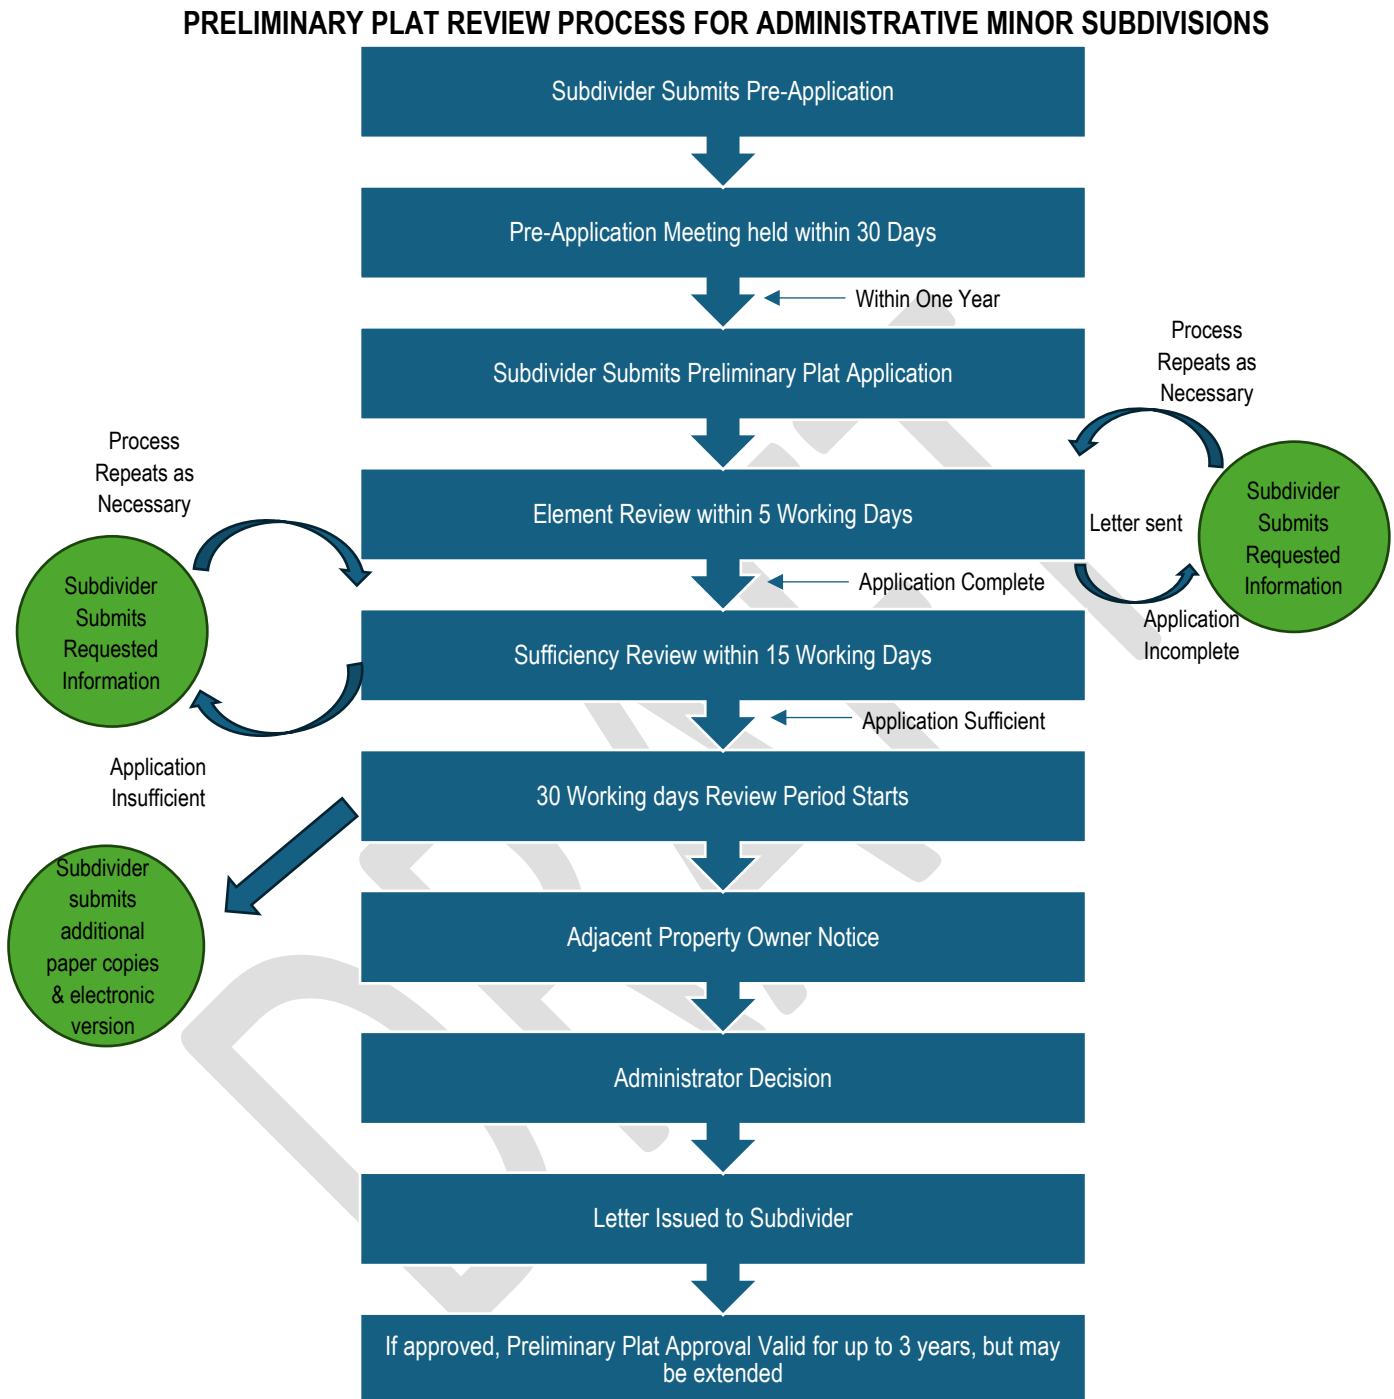 PRELIMINARY PLAT REVIEW PROCESS FOR ADMINISTRATIVE MINOR SUBDIVISIONS
Subdivider Submits Pre-Application
Pre-Application Meeting held within 30 Days
Within One Year
Subdivider Submits Preliminary Plat Application
Process
Repeats as
Necessary
Process
Repeats as
Necessary
Element Review within 5 Working Days
Letter sent
Subdivider
Submits
Requested
Information
Application Complete
Application
Incomplete
Subdivider
Submits
Requested
Information
Sufficiency Review within 15 Working Days
Application Sufficient
Application
Insufficient
30 Working days Review Period Starts
Subdivider
submits
additional
paper copies
& electronic
version
Adjacent Property Owner Notice
Administrator Decision
Letter Issued to Subdivider
If approved, Preliminary Plat Approval Valid for up to 3 years, but may
be extended
DRAFT